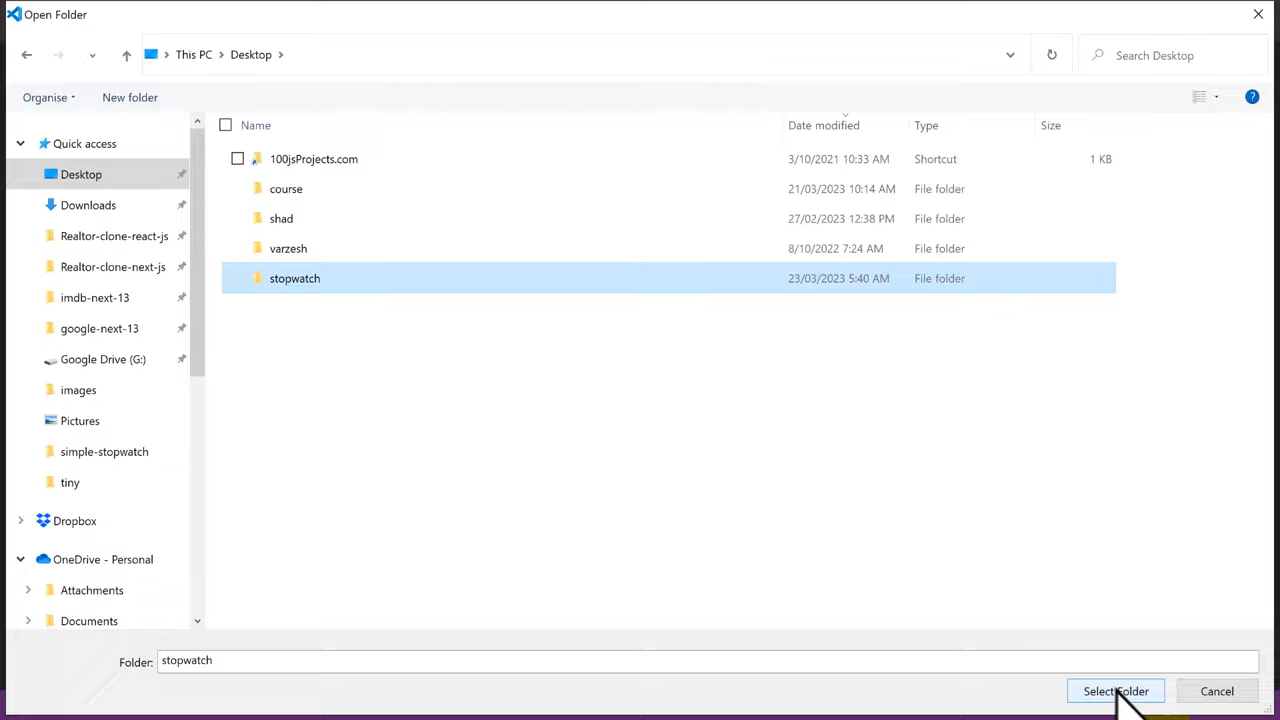 Open Folder
This PC
Desktop
Search Desktop
Organise
New folder
Name
Date modified
Type
Size
Quick access
Desktop
Downloads
Realtor-clone-react-js
Realtor-clone-next-js
imdb-next-13
google-next-13
Google Drive (G:)
images
Pictures
simple-stopwatch
tiny
Dropbox
OneDrive - Personal
Attachments
Documents
100jsProjects.com 3/10/2021 10:33 AM Shortcut 1 KB
course 21/03/2023 10:14 AM File folder
shad 27/02/2023 12:38 PM File folder
varzesh 8/10/2022 7:24 AM File folder
stopwatch 23/03/2023 5:40 AM File folder
Folder: stopwatch
Select Folder
Cancel